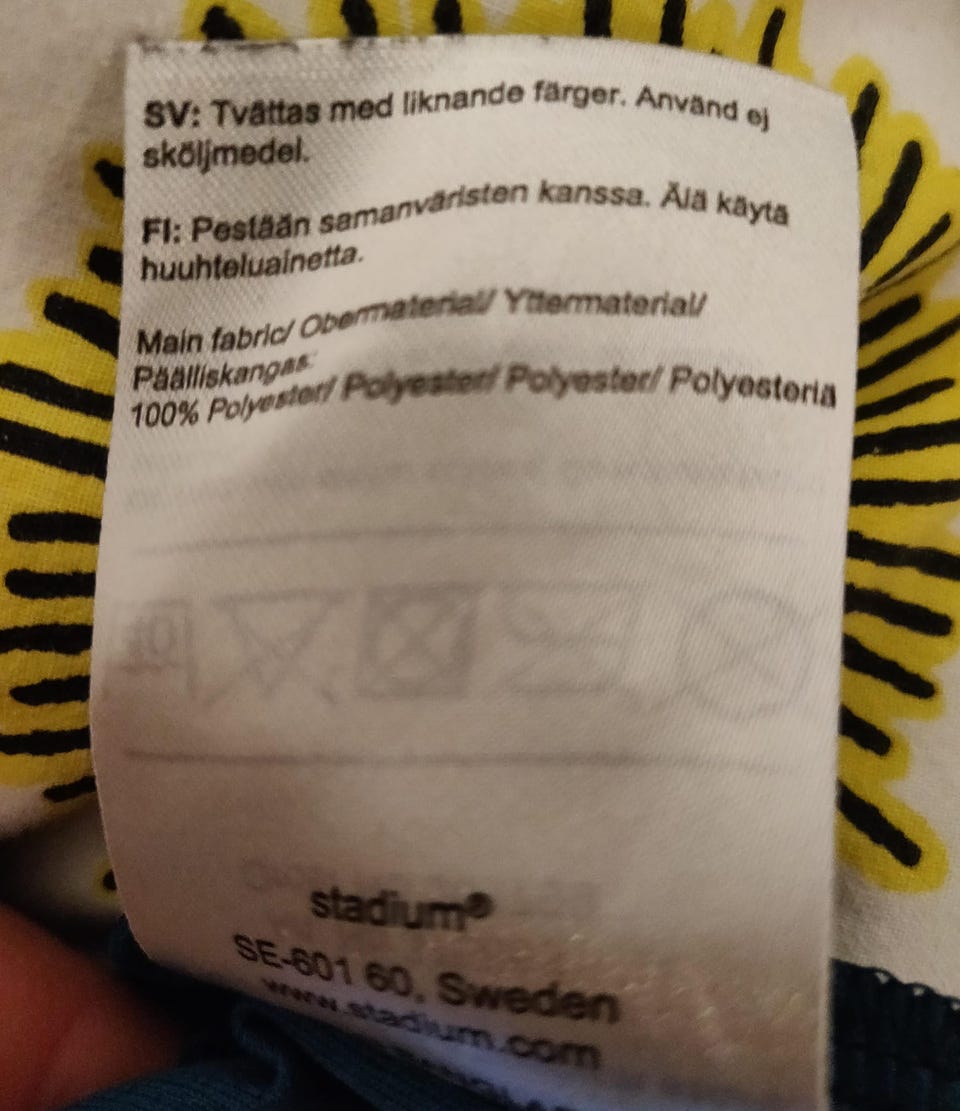 SV: Tvättas med liknande färger. Använd ej
sköljmedel.
FI: Pestään samanväristen kanssa. Älä käytä
huuhteluainetta.
Main fabric/ Obermaterial/ Yttermaterial/
Päälliskangas:
100% Polyester/ Polyester/ Polyester/ Polyesteriä
stadium®
SE-601 60, Sweden
www.stadium.com